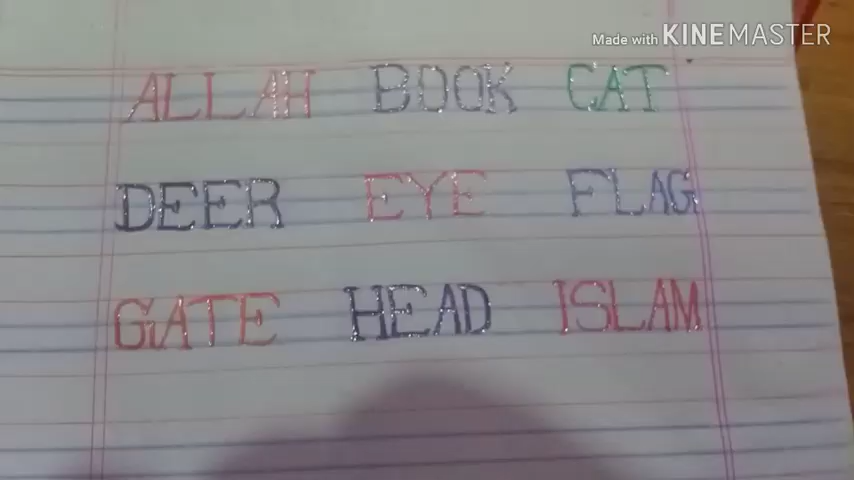 Made with KINEMASTER
ALLAH BOOK CAT
DEER EYE FLAG
GATE HEAD ISLAM